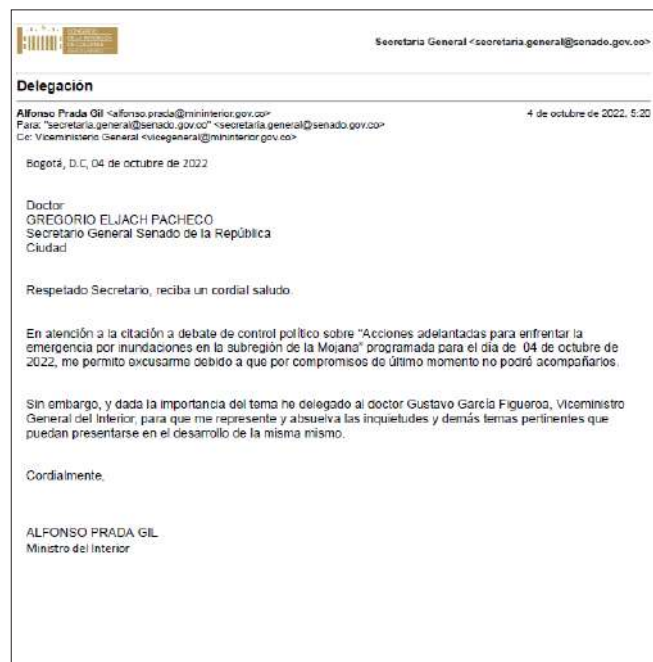 CONGRESO
DE LA REPÚBLICA
DE COLOMBIA
Secretaria General <secretaria.general@senado.gov.co>
Delegación
Alfonso Prada Gil <alfonso.prada@mininterior.gov.co>
4 de octubre de 2022, 5:20
Para: "secretaria.general@senado.gov.co" <secretaria.general@senado.gov.co>
Cc: Viceministerio General <vicegeneral@mininterior.gov.co>
Bogotá, D.C, 04 de octubre de 2022
Doctor
GREGORIO ELJACH PACHECO
Secretario General Senado de la República
Ciudad
Respetado Secretario, reciba un cordial saludo.
En atención a la citación a debate de control político sobre "Acciones adelantadas para enfrentar la
emergencia por inundaciones en la subregión de la Mojana" programada para el día de 04 de octubre de
2022, me permito excusarme debido a que por compromisos de último momento no podré acompañarlos.
Sin embargo, y dada la importancia del tema he delegado al doctor Gustavo García Figueroa, Viceministro
General del Interior, para que me represente y absuelva las inquietudes y demás temas pertinentes que
puedan presentarse en el desarrollo de la misma mismo.
Cordialmente,
ALFONSO PRADA GIL
Ministro del Interior